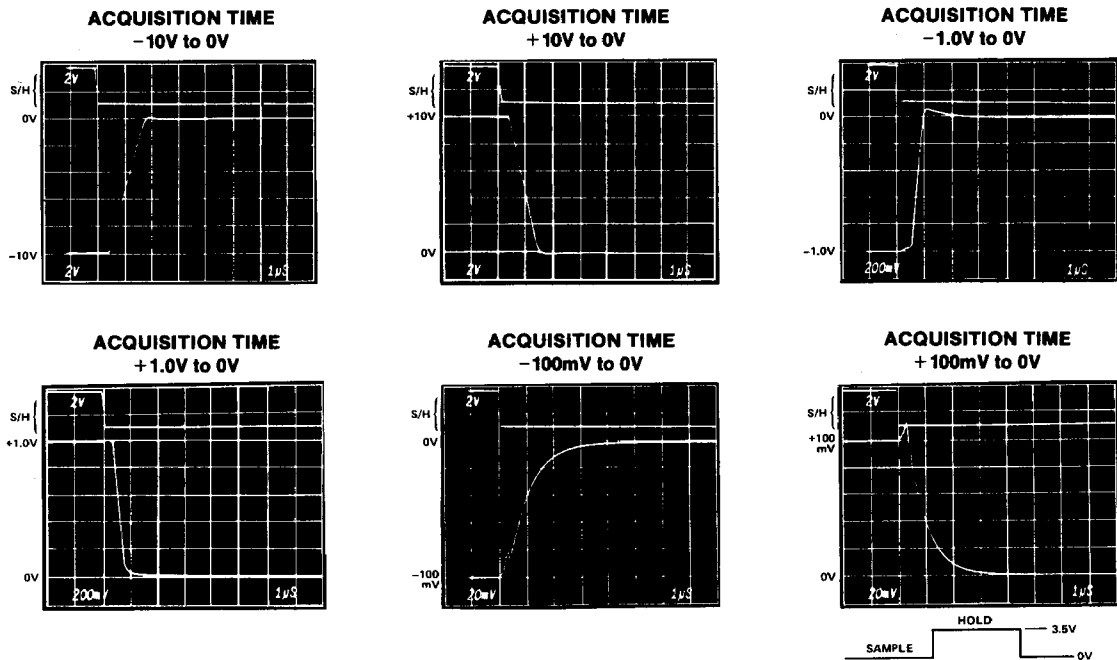 ACQUISITION TIME
−10V to 0V
2V
S/H
0V
−10V
2V
1µS
ACQUISITION TIME
+10V to 0V
2V
S/H
+10V
0V
2V
1µS
ACQUISITION TIME
−1.0V to 0V
2V
S/H
0V
−1.0V
200mV
1µS
ACQUISITION TIME
+1.0V to 0V
2V
S/H
+1.0V
0V
200mV
1µS
ACQUISITION TIME
−100mV to 0V
2V
S/H
0V
−100
mV
20mV
1µS
ACQUISITION TIME
+100mV to 0V
2V
S/H
+100
mV
0V
20mV
1µS
HOLD
3.5V
SAMPLE
0V